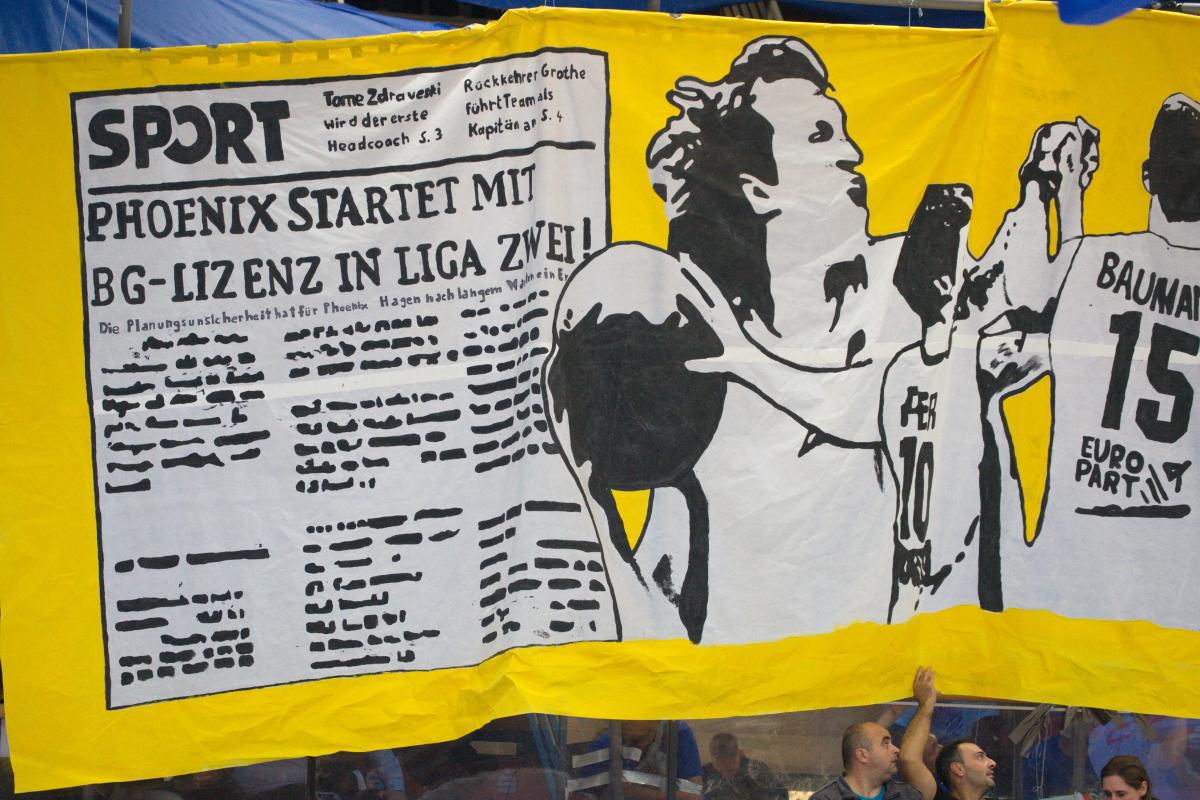 SPORT
Tome Zdraveski
wird der erste
Headcoach S. 3
Rückkehrer Grothe
führt Team als
Kapitän an S. 4
PHOENIX STARTET MIT
BG-LIZENZ IN LIGA ZWEI!
Die Planungsunsicherheit hat für Phoenix Hagen nach langem ein
PER
10
BAUMA
15
EURO
PART